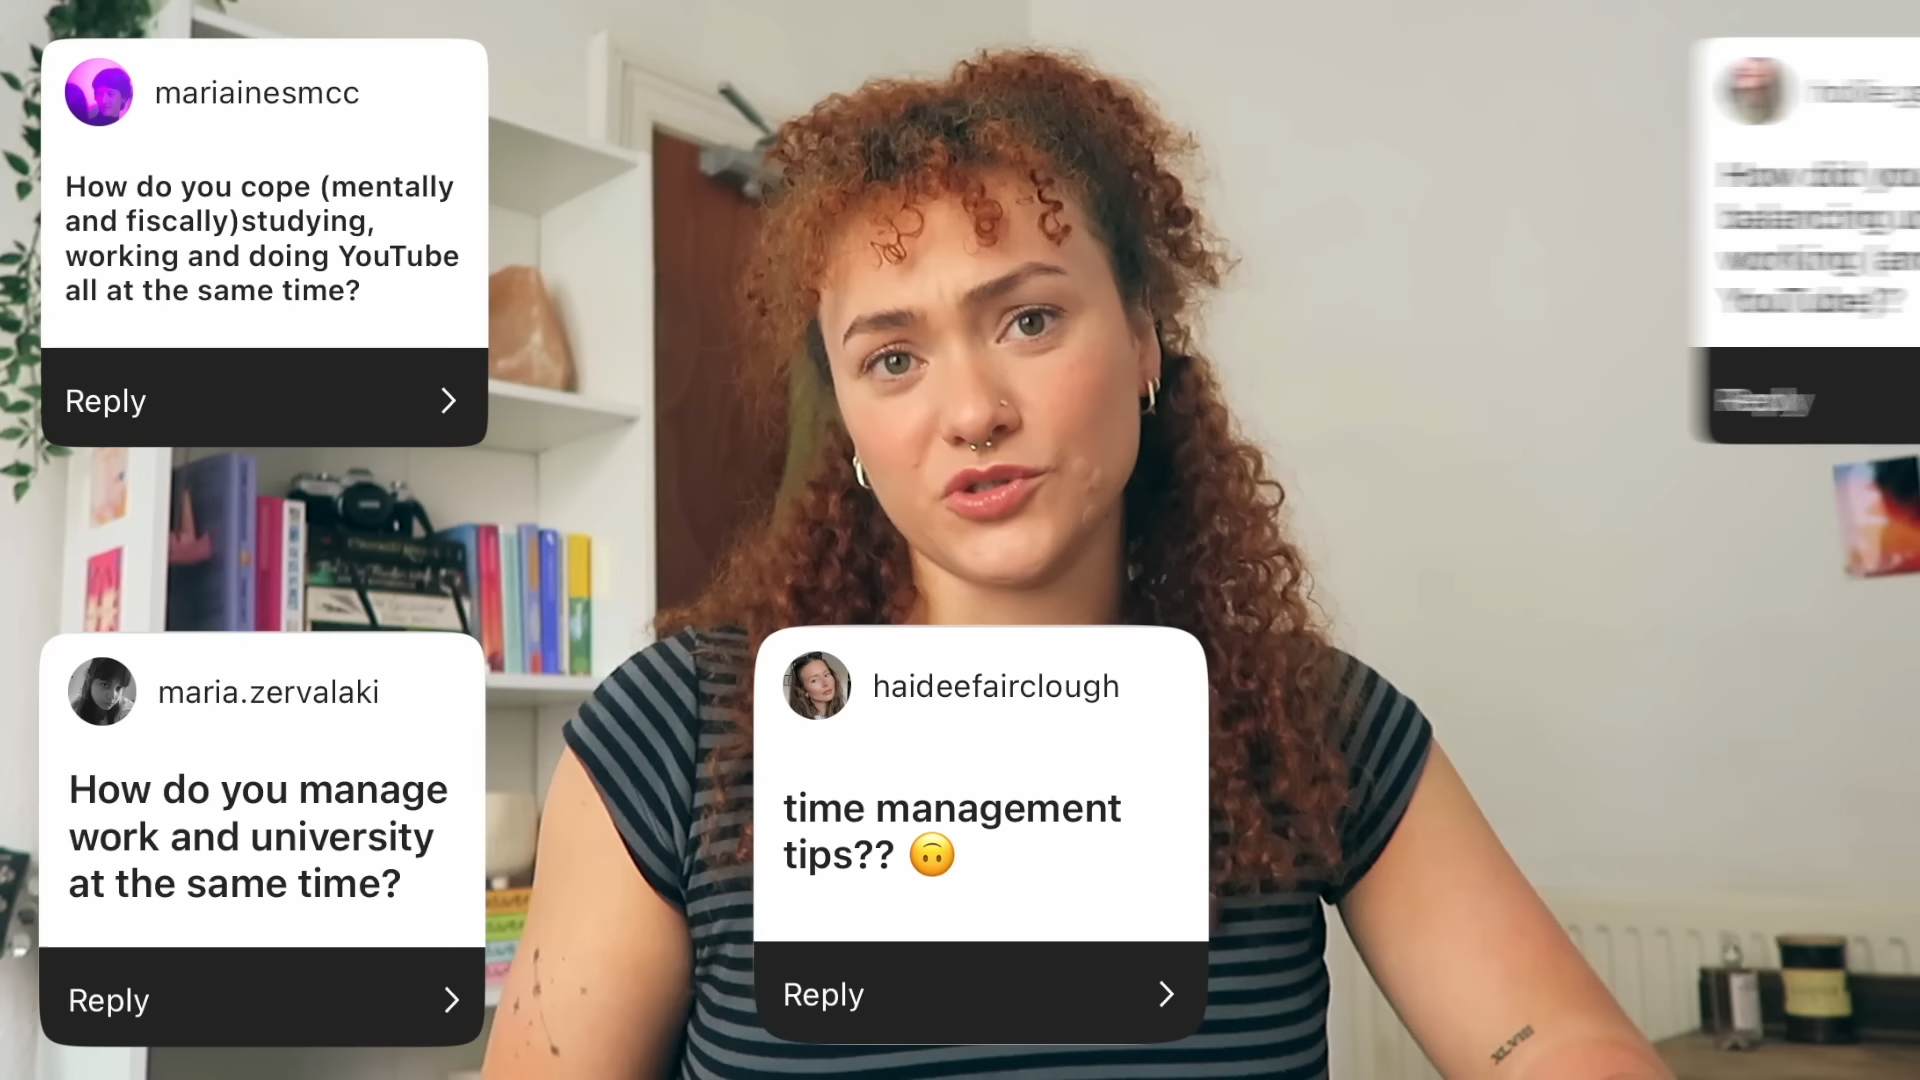 mariainesmcc
How do you cope (mentally
and fiscally)studying,
working and doing YouTube
all at the same time?
Reply
maria.zervalaki
How do you manage
work and university
at the same time?
Reply
haideefairclough
time management
tips?? 🙃
Reply
Reply
XLVIII